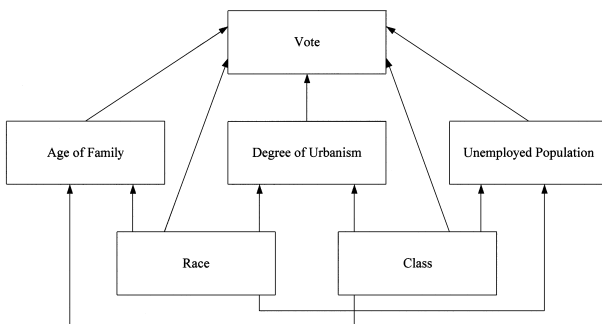 Vote
Age of Family
Degree of Urbanism
Unemployed Population
Race
Class